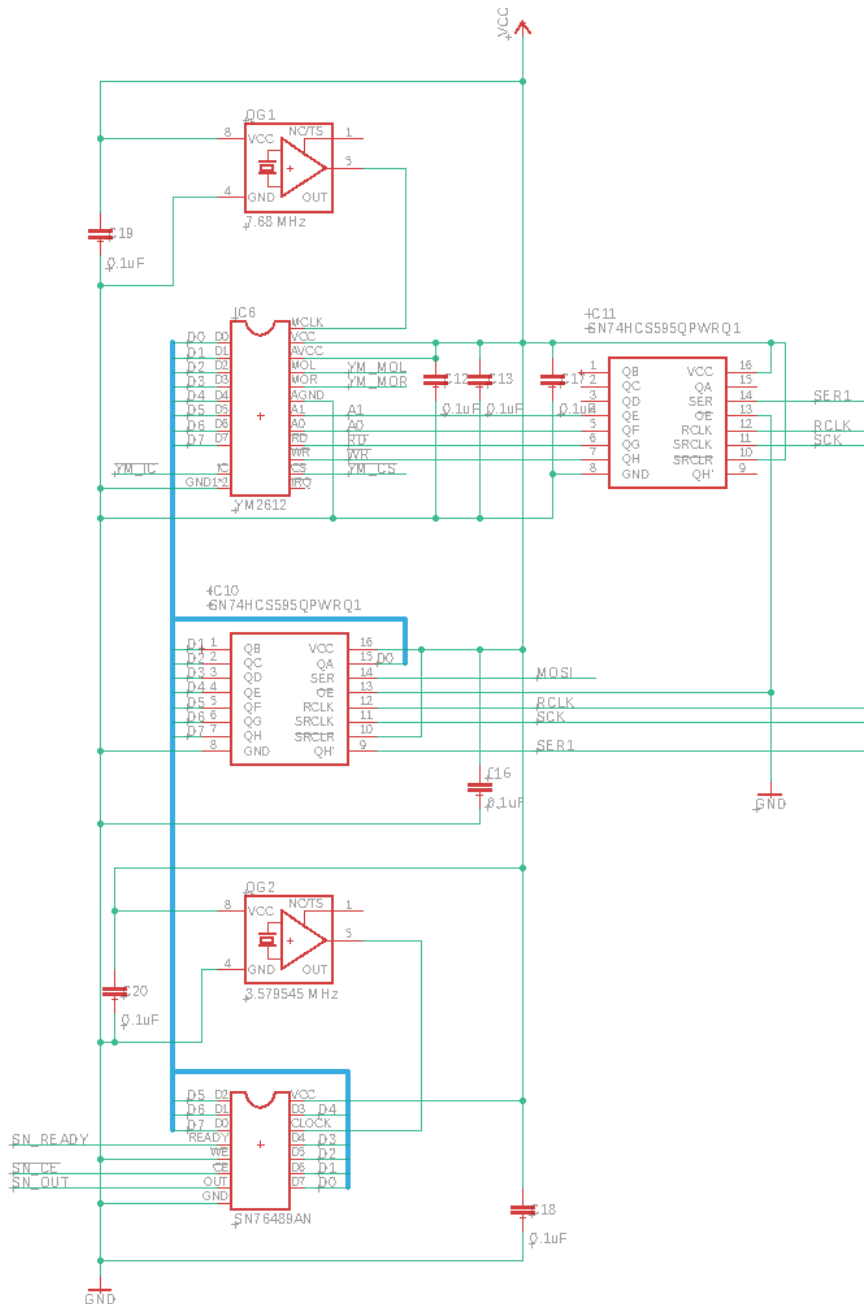 VCC
QG1
8 VCC NC/TS 1
5
4 GND OUT
7.68 MHz
C19
0.1uF
IC6
MCLK
D0 D0 VCC
D1 D1 AVCC
D2 D2 MOL YM_MOL
D3 D3 MOR YM_MOR
D4 D4 AGND
D5 D5 A1 A1
D6 D6 A0 A0
D7 D7 RD RD
WR WR
YM_IC IC CS YM_CS
GND1*2 IRQ
YM2612
C12
0.1uF
C13
0.1uF
C17
0.1uF
IC11
SN74HCS595QPWRQ1
1 QB VCC 16
2 QC QA 15
3 QD SER 14 SER1
4 QE OE 13
5 QF RCLK 12 RCLK
6 QG SRCLK 11 SCK
7 QH SRCLR 10
8 GND QH' 9
IC10
SN74HCS595QPWRQ1
D1 1 QB VCC 16
D2 2 QC QA 15 D0
D3 3 QD SER 14 MOSI
D4 4 QE OE 13
D5 5 QF RCLK 12 RCLK
D6 6 QG SRCLK 11 SCK
D7 7 QH SRCLR 10
8 GND QH' 9 SER1
C16
0.1uF
GND
QG2
8 VCC NC/TS 1
5
4 GND OUT
3.579545 MHz
C20
0.1uF
D5 D2 VCC
D6 D1 D3 D4
D7 D0 CLOCK
SN_READY READY D4 D3
WE D5 D2
SN_CE CE D6 D1
SN_OUT OUT D7 D0
GND
SN76489AN
C18
0.1uF
GND